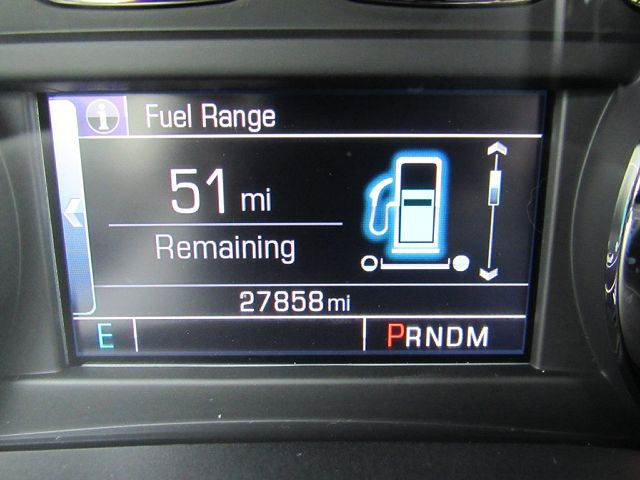 i Fuel Range
51 mi
Remaining
27858mi
E PRNDM